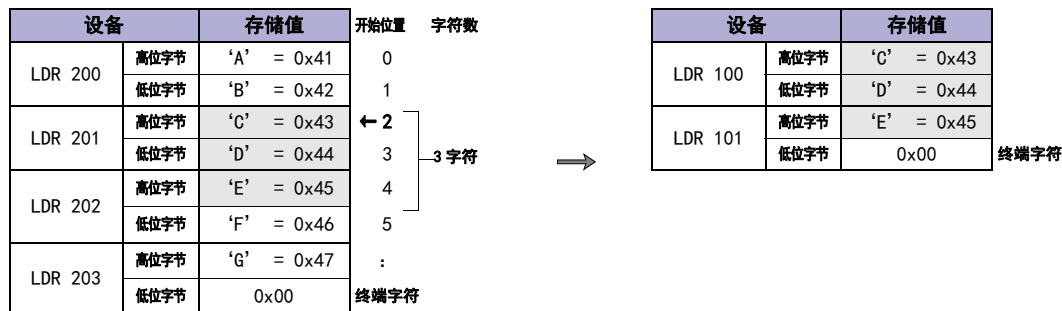 设备 存储值 开始位置 字符数
LDR 200 高位字节 ‘A’ = 0x41 0
低位字节 ‘B’ = 0x42 1
LDR 201 高位字节 ‘C’ = 0x43 ←2
低位字节 ‘D’ = 0x44 3 3 字符
LDR 202 高位字节 ‘E’ = 0x45 4
低位字节 ‘F’ = 0x46 5
LDR 203 高位字节 ‘G’ = 0x47 :
低位字节 0x00 终端字符
设备 存储值
LDR 100 高位字节 ‘C’ = 0x43
低位字节 ‘D’ = 0x44
LDR 101 高位字节 ‘E’ = 0x45
低位字节 0x00 终端字符